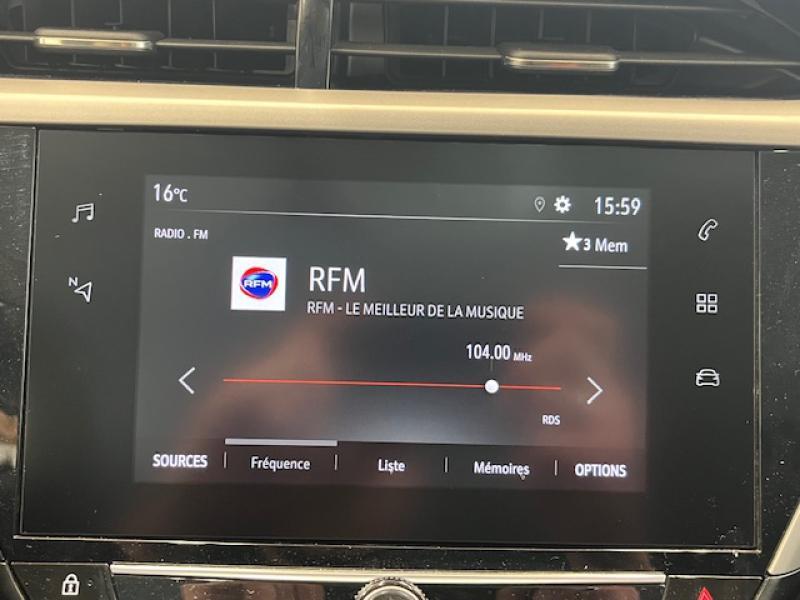 16°C 15:59
RADIO . FM
★3 Mem
RFM RFM
RFM - LE MEILLEUR DE LA MUSIQUE
N
104.00 MHz
RDS
SOURCES | Fréquence | Liste | Mémoires | OPTIONS